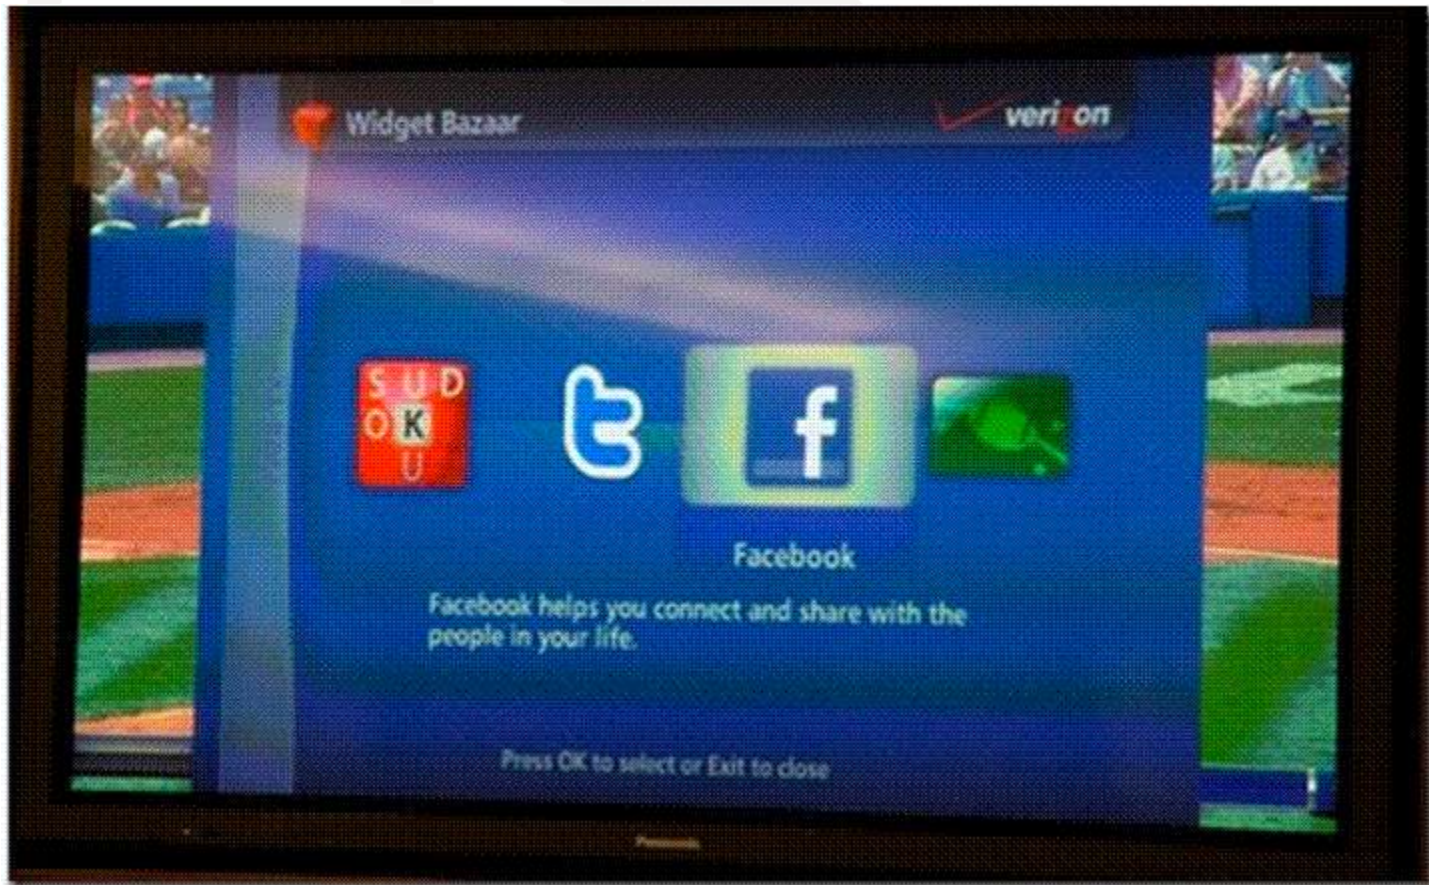 Widget Bazaar
verizon
S U D
O K
U
f
Facebook
Facebook helps you connect and share with the
people in your life.
Press OK to select or Exit to close
Panasonic